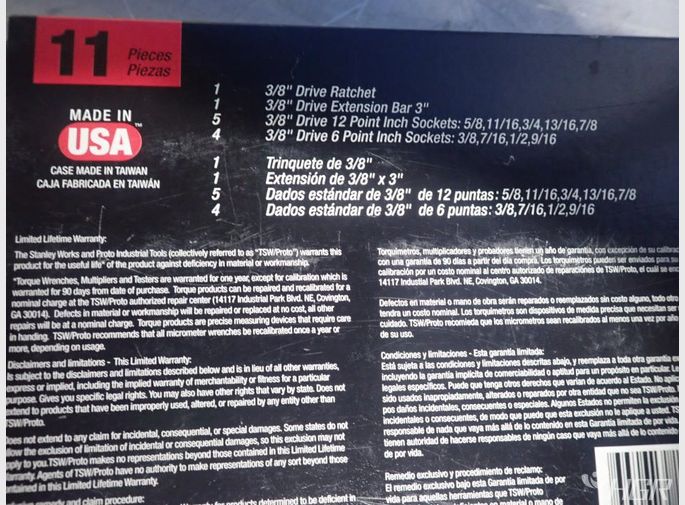 11 Pieces
Piezas
MADE IN
USA™
CASE MADE IN TAIWAN
CAJA FABRICADA EN TAIWÁN
1 3/8" Drive Ratchet
1 3/8" Drive Extension Bar 3"
5 3/8" Drive 12 Point Inch Sockets: 5/8,11/16,3/4,13/16,7/8
4 3/8" Drive 6 Point Inch Sockets: 3/8,7/16,1/2,9/16
1 Trinquete de 3/8"
1 Extensión de 3/8" x 3"
5 Dados estándar de 3/8" de 12 puntas: 5/8,11/16,3/4,13/16,7/8
4 Dados estándar de 3/8" de 6 puntas: 3/8,7/16,1/2,9/16
Limited Lifetime Warranty:
The Stanley Works and Proto Industrial Tools (collectively referred to as "TSW/Proto") warrants this
product for the useful life* of the product against deficiency in material or workmanship.
*Torque Wrenches, Multipliers and Testers are warranted for one year, except for calibration which is
warranted for 90 days from date of purchase. Torque products can be repaired and recalibrated for a
nominal charge at the TSW/Proto authorized repair center (14117 Industrial Park Blvd. NE, Covington,
GA 30014). Defects in material or workmanship will be repaired or replaced at no cost, all other
repairs will be at a nominal charge. Torque products are precise measuring devices that require care
in handing. TSW/Proto recommends that all micrometer wrenches be recalibrated once a year or
more, depending on usage.
Disclaimers and limitations - This Limited Warranty:
is subject to the disclaimers and limitations described below and is in lieu of all other warranties,
express or implied, including the implied warranty of merchantability or fitness for a particular
purpose. Gives you specific legal rights. You may also have other rights that vary by state. Does not
extend to products that have been improperly used, altered, or repaired by any entity other than
TSW/Proto.
Does not extend to any claim for incidental, consequential, or special damages. Some states do not
allow the exclusion of limitation of incidental or consequential damages, so this exclusion may not
apply to you.TSW/Proto makes no representations beyond those contained in this Limited Lifetime
Warranty. Agents of TSW/Proto have no authority to make representations of any sort beyond those
contained in this Limited Lifetime Warranty.
remedy and claim procedure:
Warranty for products determined to be deficient in
Torquímetros, multiplicadores y probadores tienen un año de garantía, con excepción de su calibra
con una garantía de 90 días a partir del día compra. Los torquímetros pueden ser enviados para su
calibración por un costo nominal al centro autorizado de reparaciones de TSW/Proto, el cuál se enc
14117 Industrial Park Blvd. NE, Covington, GA 30014.
Defectos en material o mano de obra serán reparados o reemplazados sin costo alguno, todo otro
tendra un costo nominal. Los torquímetros son dispositivos de medida precisa que necesitan ser
cuidado. TSW/Proto recomieda que los micrometros sean recalibrados al menos una vez por año
de su uso.
Condiciones y limitaciones - Esta garantía limitada:
Está sujeta a las condiciones y limitaciones descritas abajo, y reemplaza a toda otra garantía
incluyendo la garantía implícita de comerciabilidad o aptitud para un propósito en particular. Le
legales específicos. Puede que tenga otros derechos que varían de acuerdo al Estado. No aplic
sido usados inapropiadamente, alterados o reparados por otra entidad que no sea TSW/Proto.
pos daños incidentales, consecuentes o especiales. Algunos Estados no permiten la exclusión
incidentales o consecuentes, de modo que puede que esta exclusión no le aplique a usted. TS
responsable de nada que vaya más allá de lo contenido en esta Garantía limitada de por vida.
tienen autoridad de hacerse responsables de ningún caso que vaya más allá de lo contenido
de por vida.
Remedio exclusivo y procedimiento de reclamo:
El remedio exclusivo bajo esta Garantía limitada de por
vida para aquellas herramientas que TSW/Proto
HGR